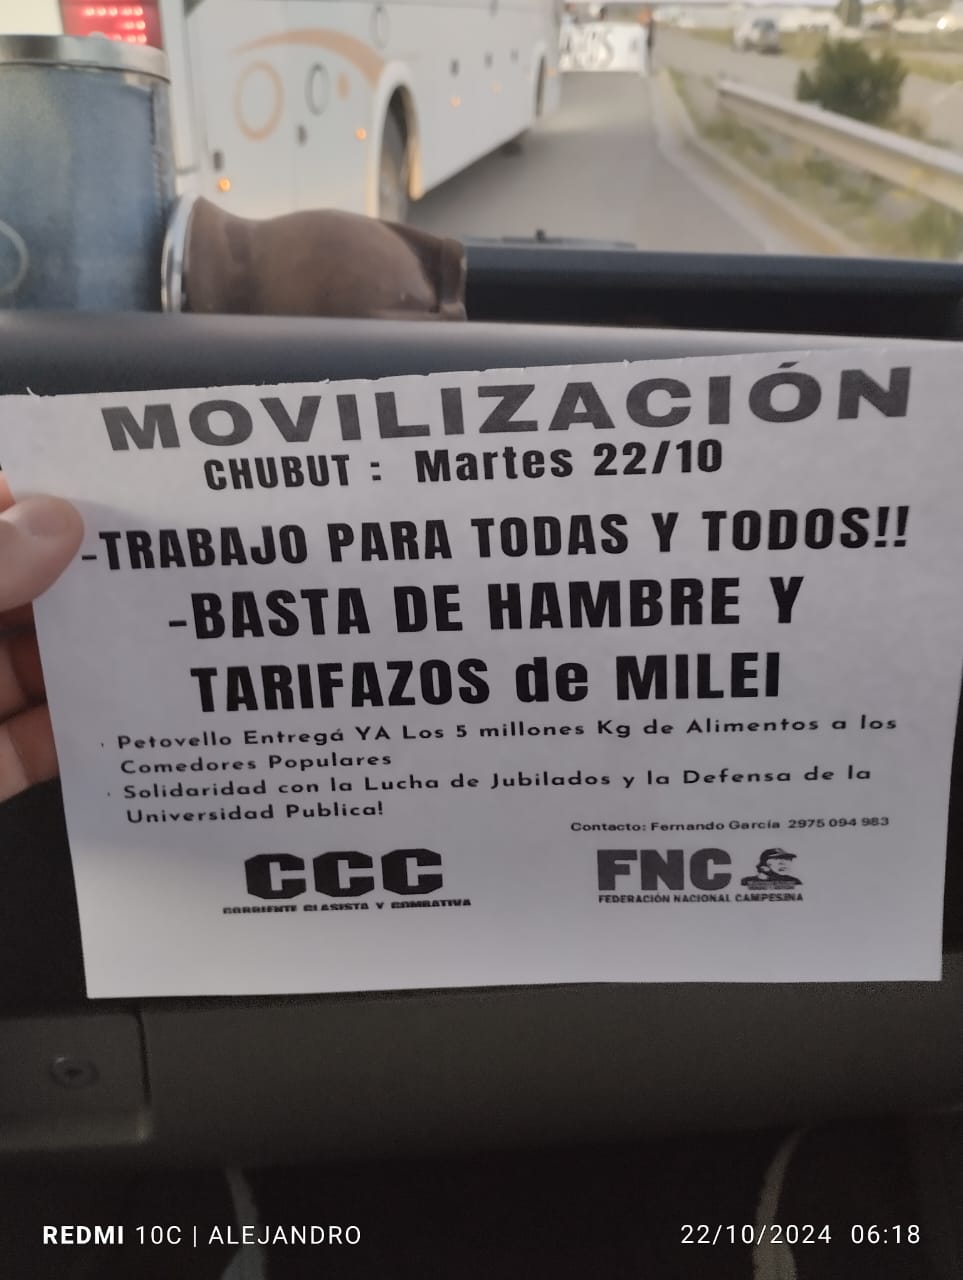 MOVILIZACIÓN
CHUBUT : Martes 22/10
-TRABAJO PARA TODAS Y TODOS!!
-BASTA DE HAMBRE Y
TARIFAZOS de MILEI
· Petovello Entregá YA Los 5 millones Kg de Alimentos a los
Comedores Populares
· Solidaridad con la Lucha de Jubilados y la Defensa de la
Universidad Publica!
Contacto: Fernando García 2975 094 983
CCC
CORRIENTE CLASISTA Y COMBATIVA
FNC
FEDERACIÓN NACIONAL CAMPESINA
REDMI 10C | ALEJANDRO
22/10/2024 06:18